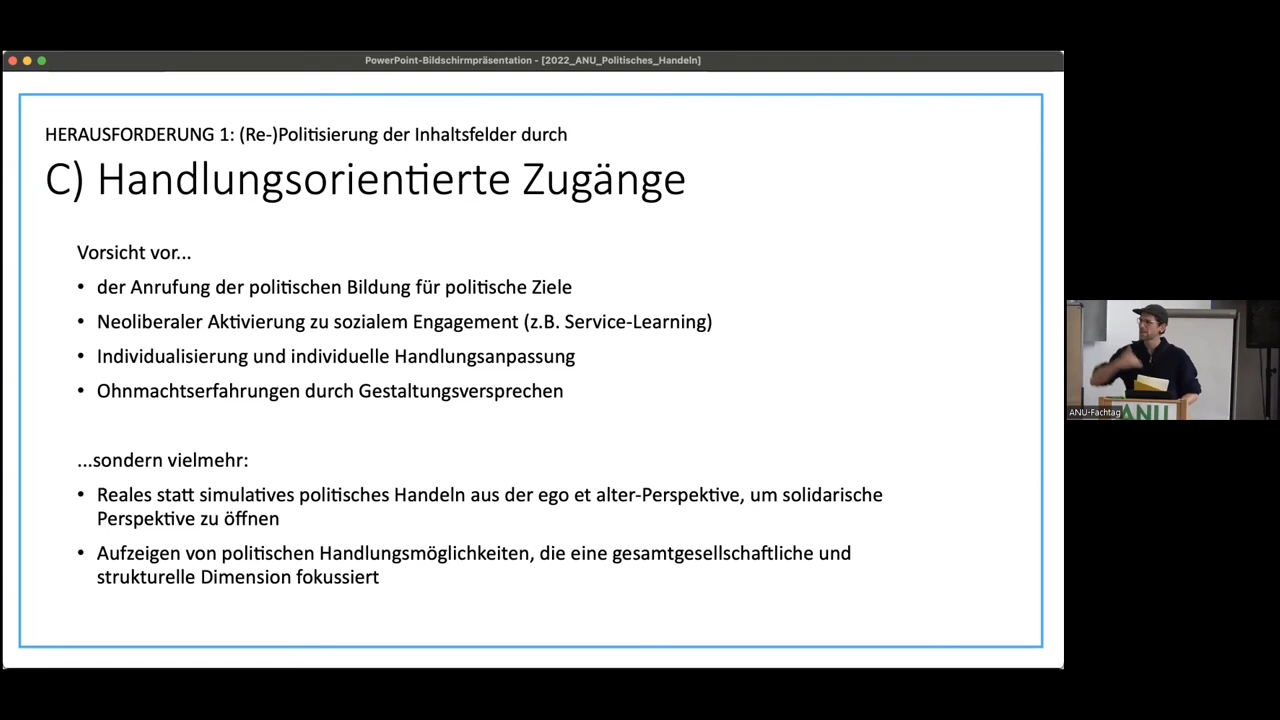 PowerPoint-Bildschirmpräsentation - [2022_ANU_Politisches_Handeln]
HERAUSFORDERUNG 1: (Re-)Politisierung der Inhaltsfelder durch
C) Handlungsorientierte Zugänge
Vorsicht vor...
• der Anrufung der politischen Bildung für politische Ziele
• Neoliberaler Aktivierung zu sozialem Engagement (z.B. Service-Learning)
• Individualisierung und individuelle Handlungsanpassung
• Ohnmachtserfahrungen durch Gestaltungsversprechen
...sondern vielmehr:
• Reales statt simulatives politisches Handeln aus der ego et alter-Perspektive, um solidarische
Perspektive zu öffnen
• Aufzeigen von politischen Handlungsmöglichkeiten, die eine gesamtgesellschaftliche und
strukturelle Dimension fokussiert
ANU-Fachtag
ANU